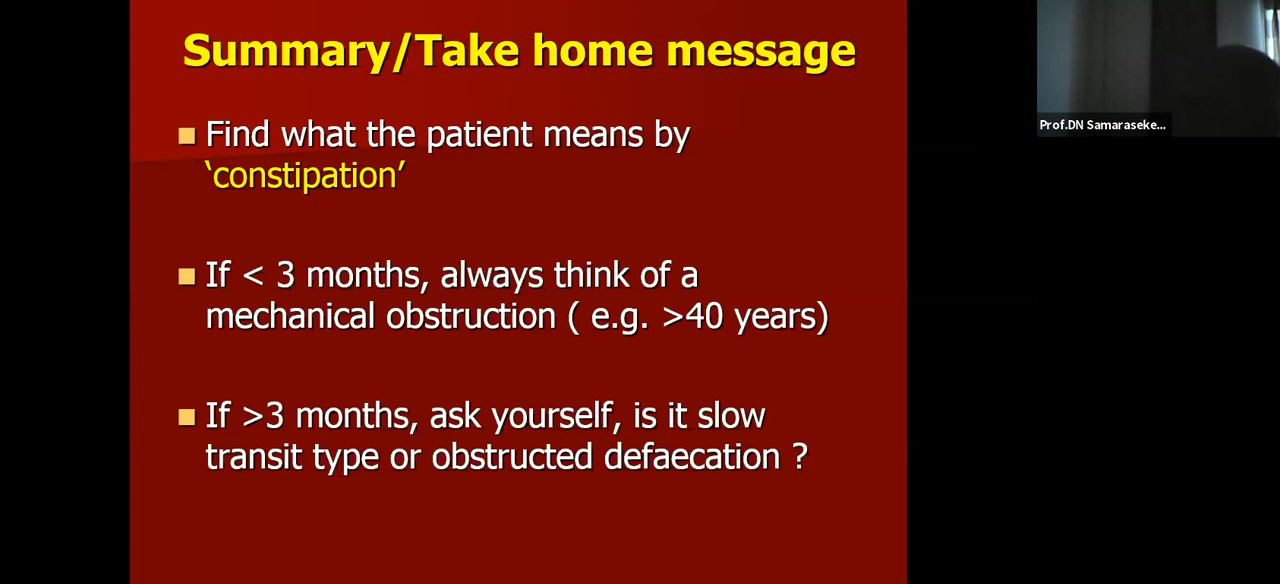 Summary/Take home message
Find what the patient means by
‘constipation’
If < 3 months, always think of a
mechanical obstruction ( e.g. >40 years)
If >3 months, ask yourself, is it slow
transit type or obstructed defaecation ?
Prof.DN Samaraseke...